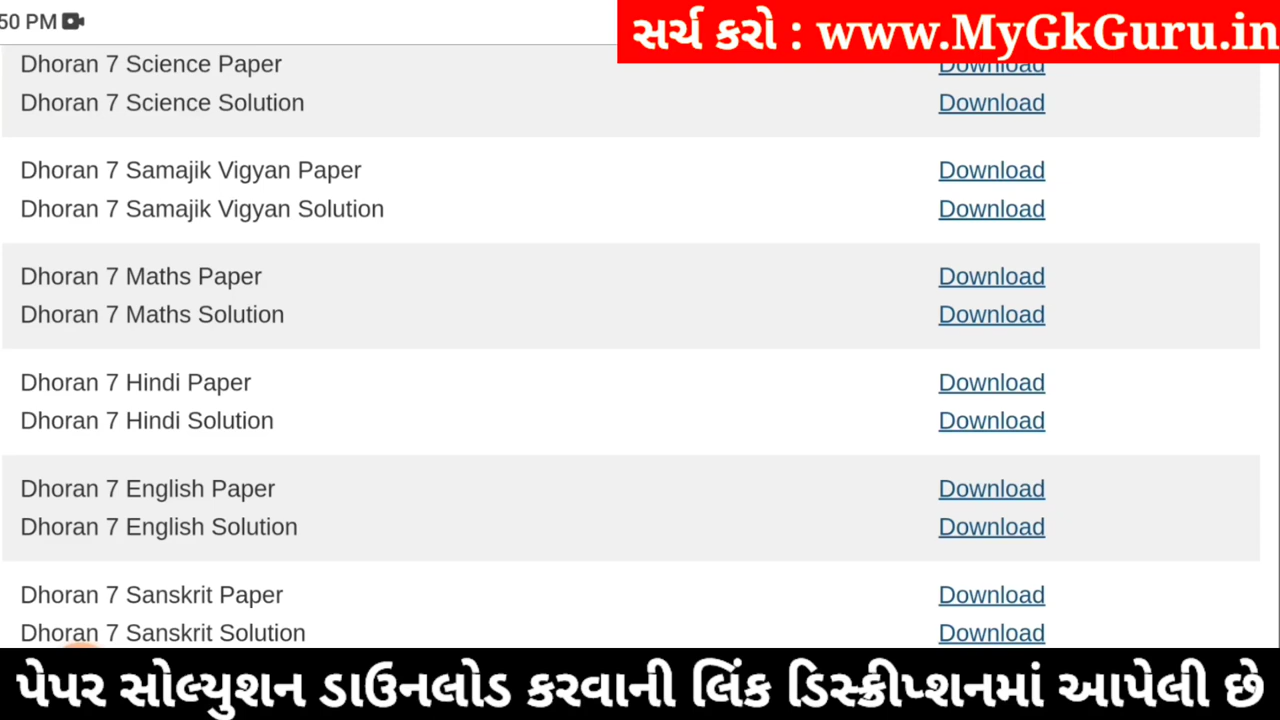 50 PM
સર્ચ કરો : www.MyGkGuru.in
Dhoran 7 Science Paper Download
Dhoran 7 Science Solution Download
Dhoran 7 Samajik Vigyan Paper Download
Dhoran 7 Samajik Vigyan Solution Download
Dhoran 7 Maths Paper Download
Dhoran 7 Maths Solution Download
Dhoran 7 Hindi Paper Download
Dhoran 7 Hindi Solution Download
Dhoran 7 English Paper Download
Dhoran 7 English Solution Download
Dhoran 7 Sanskrit Paper Download
Dhoran 7 Sanskrit Solution Download
પેપર સોલ્યુશન ડાઉનલોડ કરવાની લિંક ડિસ્ક્રીપ્શનમાં આપેલી છે